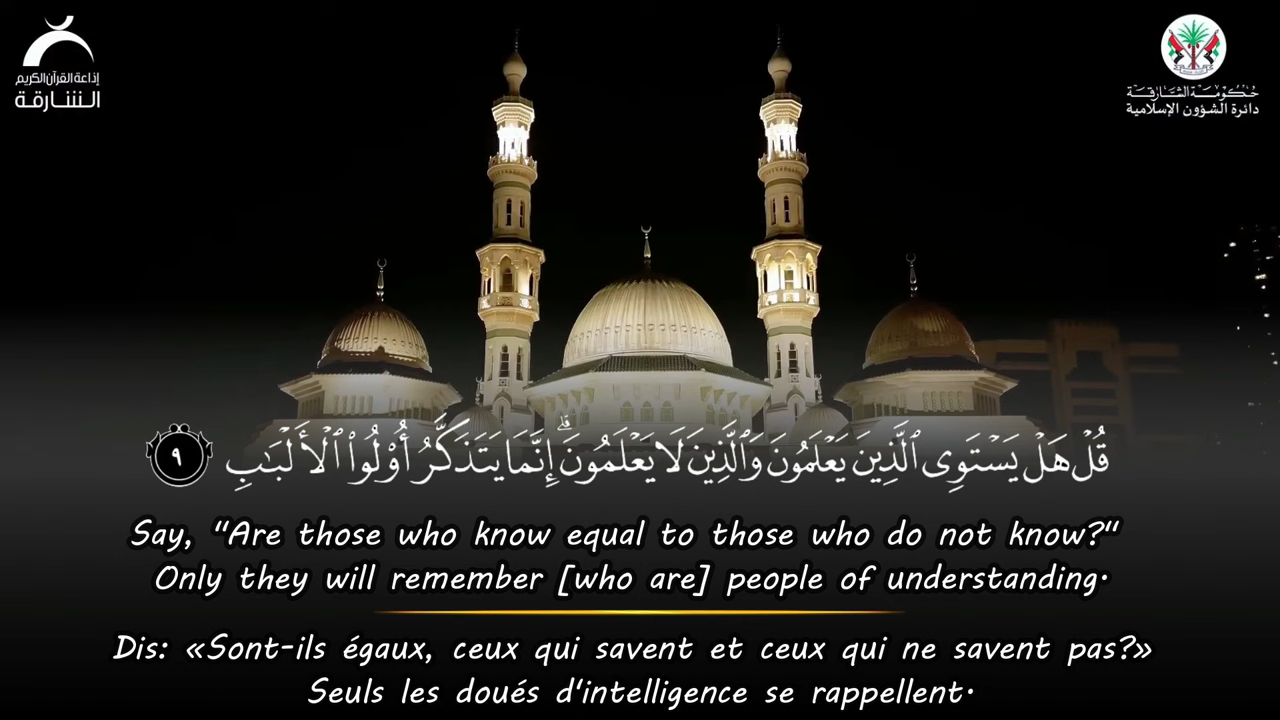 إذاعة القرآن الكريم
الشارقة
حكومة الشارقة
دائرة الشؤون الإسلامية
قُلْ هَلْ يَسْتَوِى ٱلَّذِينَ يَعْلَمُونَ وَٱلَّذِينَ لَا يَعْلَمُونَ ۗ إِنَّمَا يَتَذَكَّرُ أُو۟لُوا۟ ٱلْأَلْبَـٰبِ ٩
Say, "Are those who know equal to those who do not know?"
Only they will remember [who are] people of understanding.
Dis: «Sont-ils égaux, ceux qui savent et ceux qui ne savent pas?»
Seuls les doués d'intelligence se rappellent.